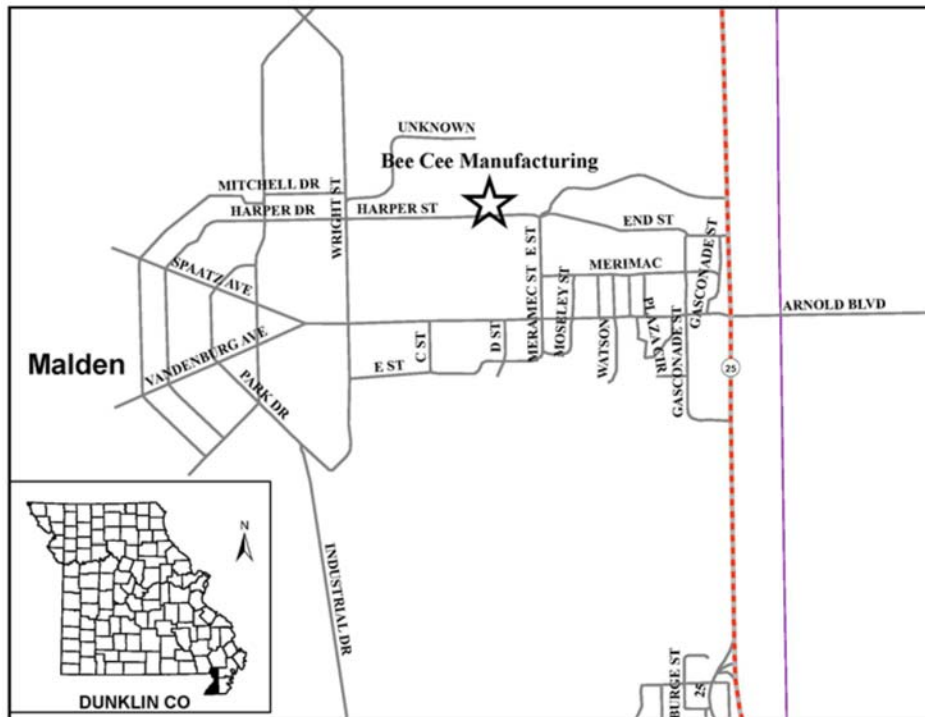 UNKNOWN
Bee Cee Manufacturing
MITCHELL DR
HARPER DR
HARPER ST
WRIGHT ST
END ST
E ST
GASCONADE ST
MERIMAC
SPAATZ AVE
MERAMEC ST
MOSELEY ST
ARNOLD BLVD
PLAZA CIR
WATSON
GASCONADE ST
C ST
D ST
Malden
VANDENBURG AVE
E ST
25
PARK DR
INDUSTRIAL DR
N
DUNKLIN CO
BURGE ST
25